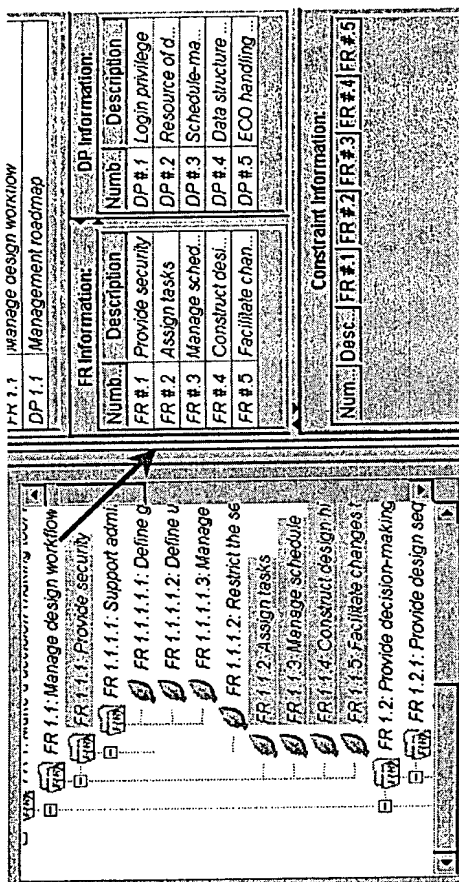 FR 1.1: Manage design workflow
FR 1.1.1: Provide security
FR 1.1.1.1: Support admi
FR 1.1.1.1.1: Define g
FR 1.1.1.1.2: Define u
FR 1.1.1.1.3: Manage
FR 1.1.1.2: Restrict the se
FR 1.1.2: Assign tasks
FR 1.1.3: Manage schedule
FR 1.1.4: Construct design hi
FR 1.1.5: Facilitate changes
FR 1.2: Provide decision-making
FR 1.2.1: Provide design seq
FR 1.1 Manage design workflow
DP 1.1 Management roadmap
FR Information:
Numb... Description
FR #.1 Provide security
FR #.2 Assign tasks
FR #.3 Manage sched...
FR #.4 Construct desi...
FR #.5 Facilitate chan...
DP Information:
Numb... Description
DP #.1 Login privilege
DP #.2 Resource of d...
DP #.3 Schedule-ma...
DP #.4 Data structure...
DP #.5 ECO handling...
Constraint Information:
Num... Desc... FR #.1 FR #.2 FR #.3 FR #.4 FR #.5